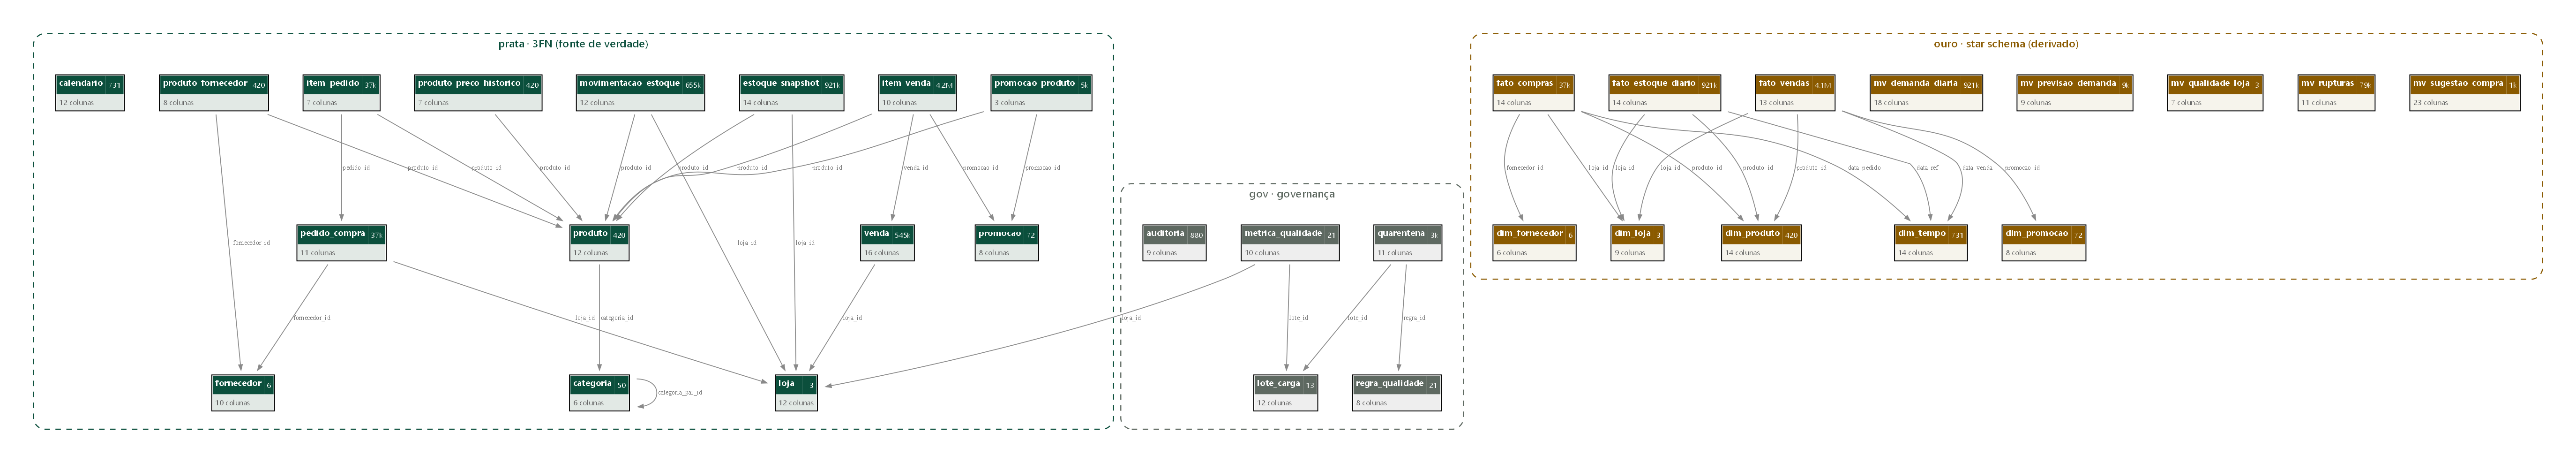 prata · 3FN (fonte de verdade)
ouro · star schema (derivado)
calendario 731
12 colunas
produto_fornecedor 420
8 colunas
item_pedido 37k
7 colunas
produto_preco_historico 420
7 colunas
movimentacao_estoque 655k
12 colunas
estoque_snapshot 921k
14 colunas
item_venda 4.2M
10 colunas
promocao_produto 5k
3 colunas
fato_compras 37k
14 colunas
fato_estoque_diario 921k
14 colunas
fato_vendas 4.1M
13 colunas
mv_demanda_diaria 921k
18 colunas
mv_previsao_demanda 9k
9 colunas
mv_qualidade_loja 3
7 colunas
mv_rupturas 79k
11 colunas
mv_sugestao_compra 1k
23 colunas
pedido_id
produto_id
produto_id
produto_id
produto_id
produto_id
produto_id
produto_id
venda_id
promocao_id
promocao_id
fornecedor_id
loja_id
loja_id
loja_id
produto_id
produto_id
produto_id
data_pedido
data_ref
data_venda
promocao_id
gov · governança
pedido_compra 37k
11 colunas
produto 420
12 colunas
venda 545k
16 colunas
promocao 72
8 colunas
auditoria 880
9 colunas
metrica_qualidade 21
10 colunas
quarentena 3k
11 colunas
dim_fornecedor 6
6 colunas
dim_loja 3
9 colunas
dim_produto 420
14 colunas
dim_tempo 731
14 colunas
dim_promocao 72
8 colunas
fornecedor_id
loja_id
loja_id
fornecedor_id
loja_id
categoria_id
loja_id
loja_id
lote_id
lote_id
regra_id
fornecedor 6
10 colunas
categoria 50
6 colunas
categoria_pai_id
loja 3
12 colunas
lote_carga 13
12 colunas
regra_qualidade 21
8 colunas